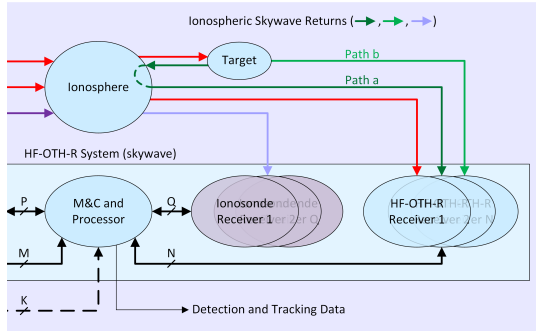 Ionospheric Skywave Returns ( , , )
Target
Path b
Ionosphere
Path a
HF-OTH-R System (skywave)
P
M&C and
Processor
Q
Ionosonde
Receiver 1
HF-OTH-R
Receiver 1
M
N
K
Detection and Tracking Data